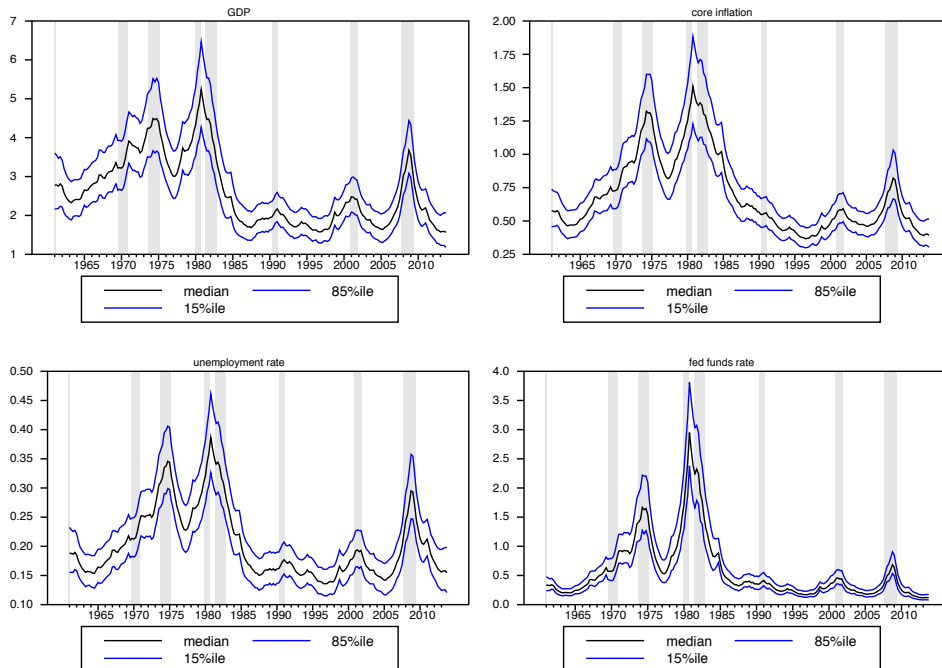 GDP
7
6
5
4
3
2
1
1965 1970 1975 1980 1985 1990 1995 2000 2005 2010
median 85%ile
15%ile
core inflation
2.00
1.75
1.50
1.25
1.00
0.75
0.50
0.25
1965 1970 1975 1980 1985 1990 1995 2000 2005 2010
median 85%ile
15%ile
unemployment rate
0.50
0.45
0.40
0.35
0.30
0.25
0.20
0.15
0.10
1965 1970 1975 1980 1985 1990 1995 2000 2005 2010
median 85%ile
15%ile
fed funds rate
4.0
3.5
3.0
2.5
2.0
1.5
1.0
0.5
0.0
1965 1970 1975 1980 1985 1990 1995 2000 2005 2010
median 85%ile
15%ile